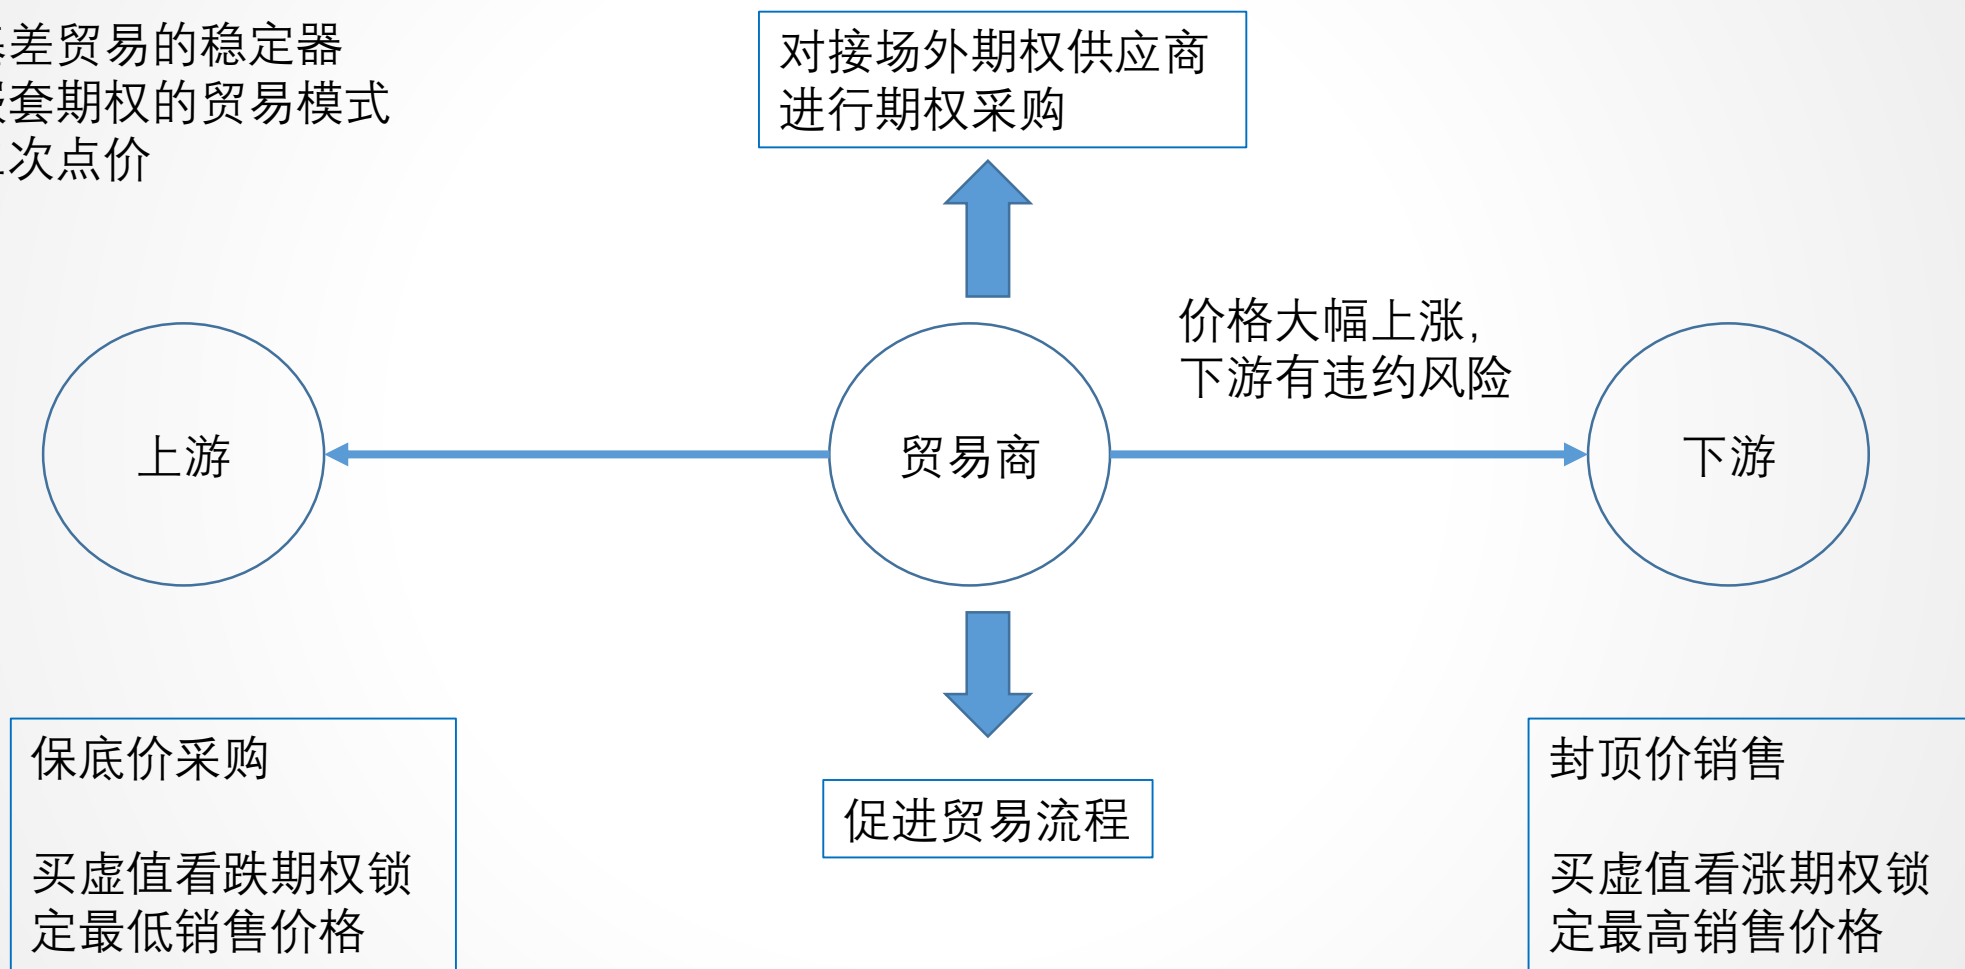 差贸易的稳定器
套期权的贸易模式
次点价
对接场外期权供应商
进行期权采购
价格大幅上涨，
下游有违约风险
上游
贸易商
下游
保底价采购
买虚值看跌期权锁
定最低销售价格
促进贸易流程
封顶价销售
买虚值看涨期权锁
定最高销售价格